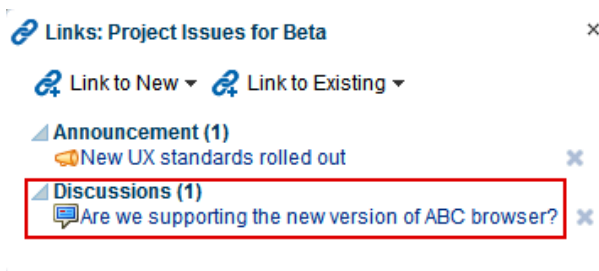 Links: Project Issues for Beta
Link to New Link to Existing
Announcement (1)
New UX standards rolled out
Discussions (1)
Are we supporting the new version of ABC browser?